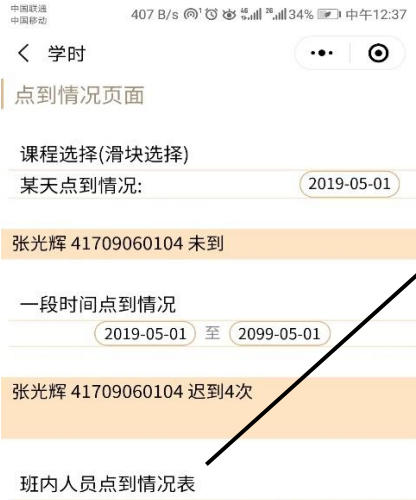 中国联通
中国移动
407 B/s 46 26 34% 中午12:37
学时
点到情况页面
课程选择(滑块选择)
某天点到情况: 2019-05-01
张光辉 41709060104 未到
一段时间点到情况
2019-05-01 至 2099-05-01
张光辉 41709060104 迟到4次
班内人员点到情况表